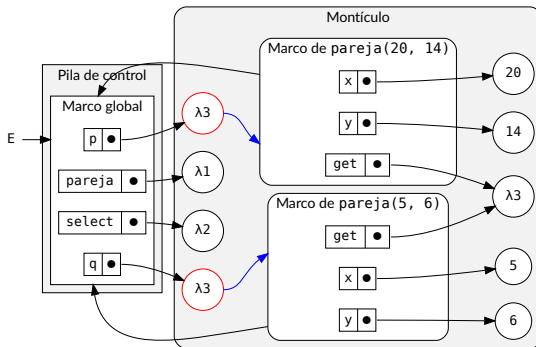 Montículo
Pila de control
Marco global
E
p
pareja
select
q
λ3
λ1
λ2
λ3
Marco de pareja(20, 14)
x
y
get
Marco de pareja(5, 6)
get
x
y
20
14
λ3
5
6